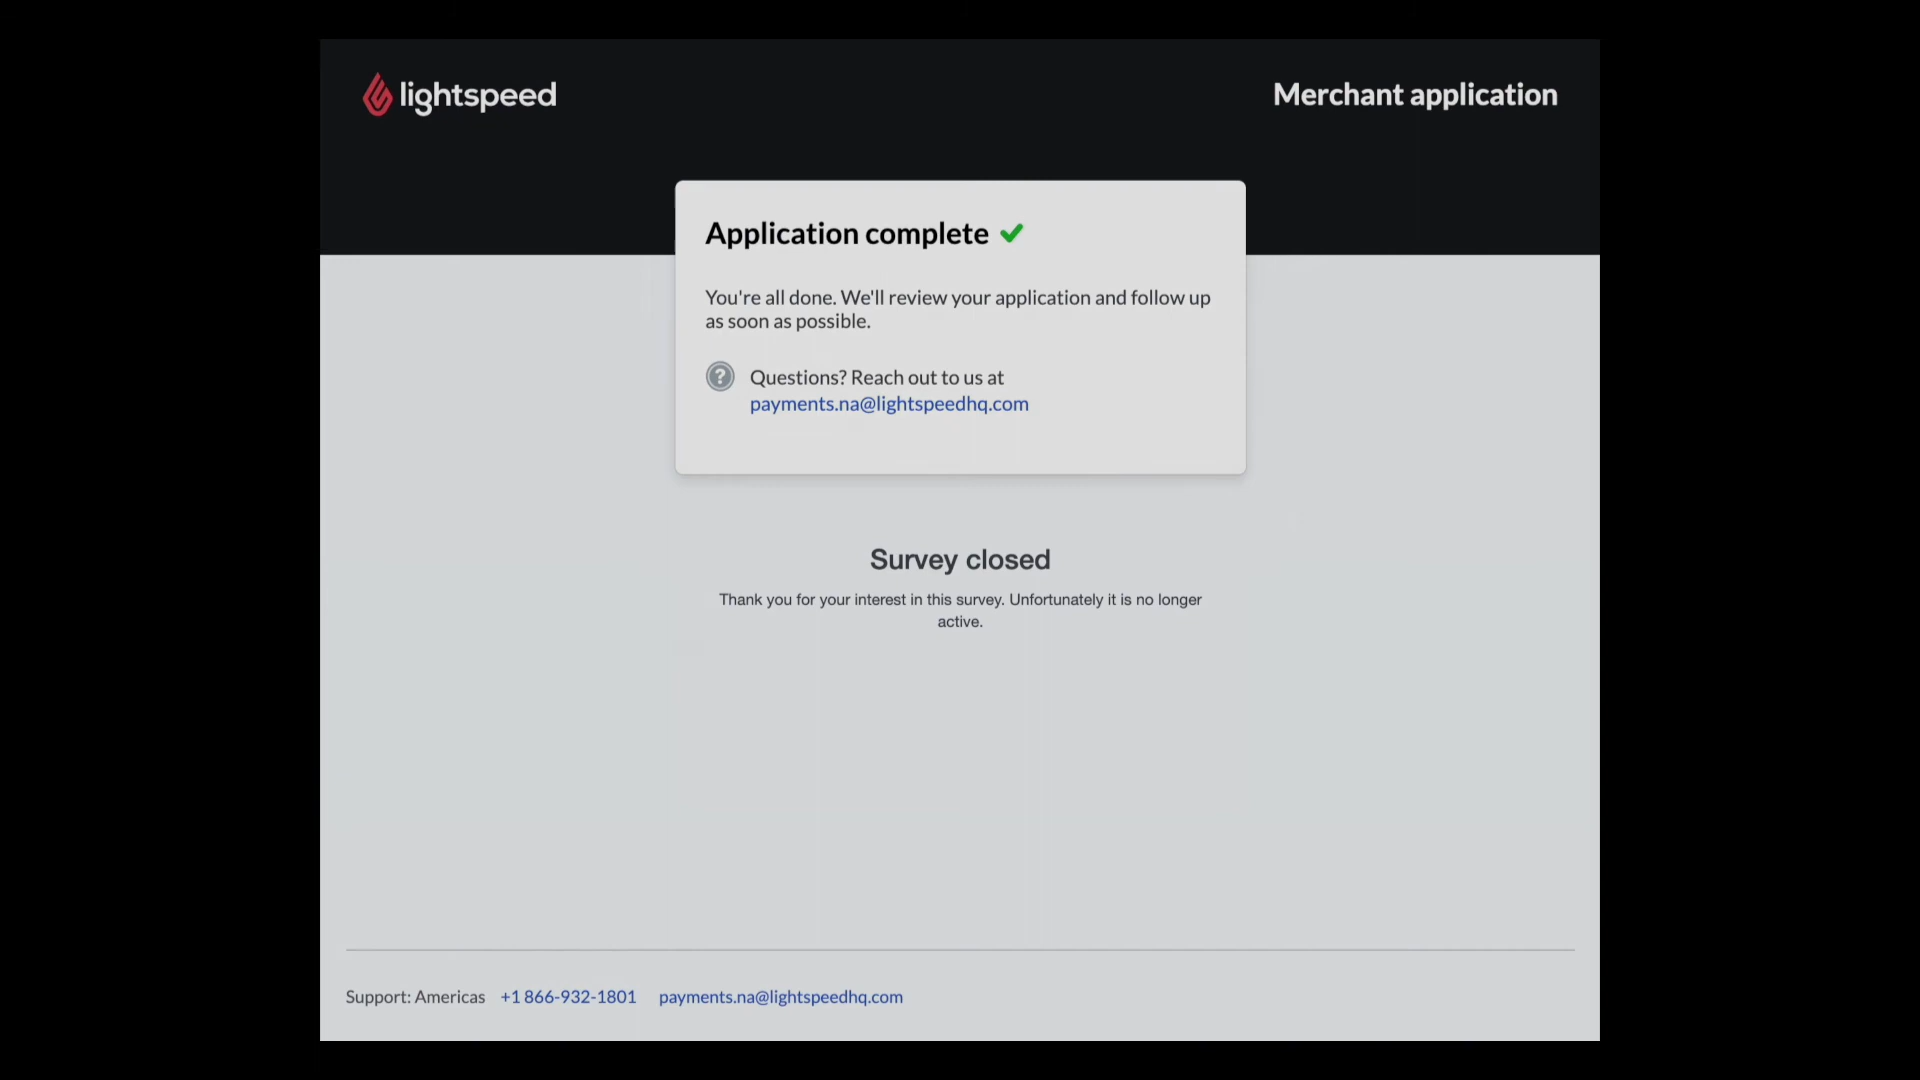 lightspeed
Merchant application
Application complete
You're all done. We'll review your application and follow up
as soon as possible.
Questions? Reach out to us at
payments.na@lightspeedhq.com
Survey closed
Thank you for your interest in this survey. Unfortunately it is no longer
active.
Support: Americas +1 866-932-1801 payments.na@lightspeedhq.com